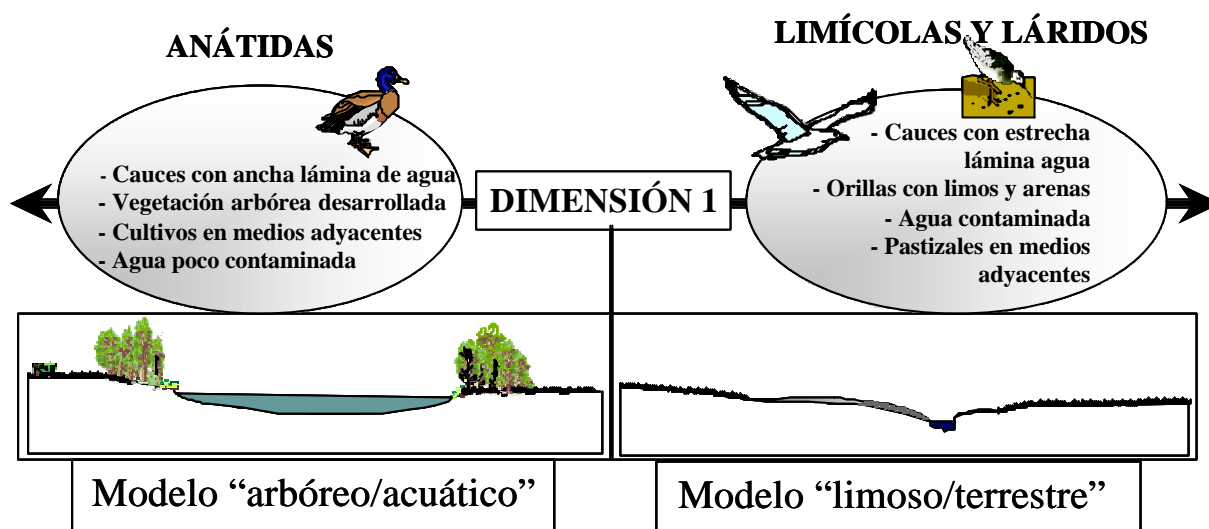 ANÁTIDAS
- Cauces con ancha lámina de agua
- Vegetación arbórea desarrollada
- Cultivos en medios adyacentes
- Agua poco contaminada
DIMENSIÓN 1
LIMÍCOLAS Y LÁRIDOS
- Cauces con estrecha
lámina agua
- Orillas con limos y arenas
- Agua contaminada
- Pastizales en medios
adyacentes
Modelo “arbóreo/acuático”
Modelo “limoso/terrestre”